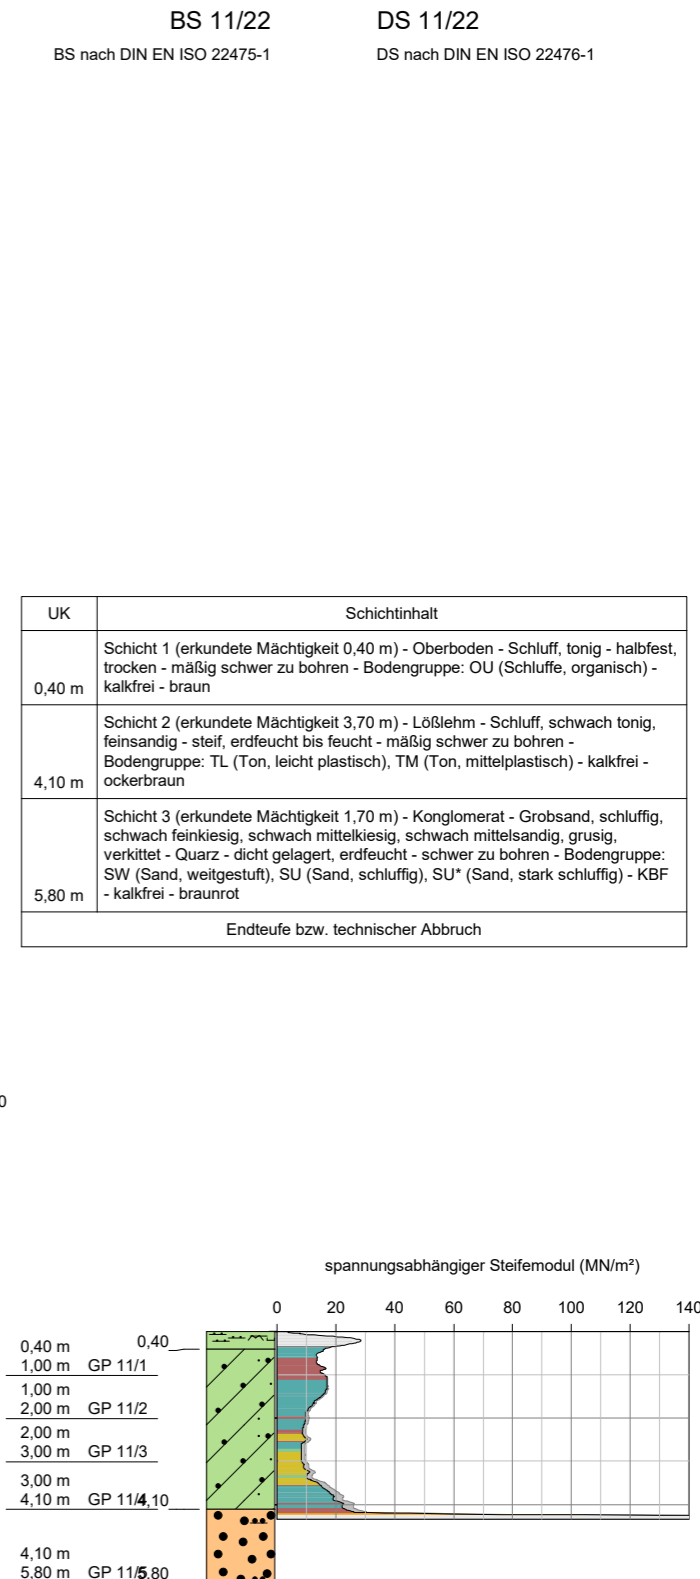 BS 11/22
DS 11/22
BS nach DIN EN ISO 22475-1
DS nach DIN EN ISO 22476-1
UK
Schichtinhalt
Schicht 1 (erkundete Mächtigkeit 0,40 m) - Oberboden - Schluff, tonig - halbfest,
trocken - mäßig schwer zu bohren - Bodengruppe: OU (Schluffe, organisch) -
kalkfrei - braun
0,40 m
Schicht 2 (erkundete Mächtigkeit 3,70 m) - Lößlehm - Schluff, schwach tonig,
feinsandig - steif, erdfeucht bis feucht - mäßig schwer zu bohren -
Bodengruppe: TL (Ton, leicht plastisch), TM (Ton, mittelplastisch) - kalkfrei -
ockerbraun
4,10 m
Schicht 3 (erkundete Mächtigkeit 1,70 m) - Konglomerat - Grobsand, schluffig,
schwach feinkiesig, schwach mittelkiesig, schwach mittelsandig, grusig,
verkittet - Quarz - dicht gelagert, erdfeucht - schwer zu bohren - Bodengruppe:
SW (Sand, weitgestuft), SU (Sand, schluffig), SU* (Sand, stark schluffig) - KBF
- kalkfrei - braunrot
5,80 m
Endteufe bzw. technischer Abbruch
0
spannungsabhängiger Steifemodul (MN/m²)
0 20 40 60 80 100 120 140
0,40 m
0,40
1,00 m GP 11/1
1,00 m
2,00 m GP 11/2
2,00 m
3,00 m GP 11/3
3,00 m
4,10 m GP 11/4 4,10
4,10 m
5,80 m GP 11/5 5,80